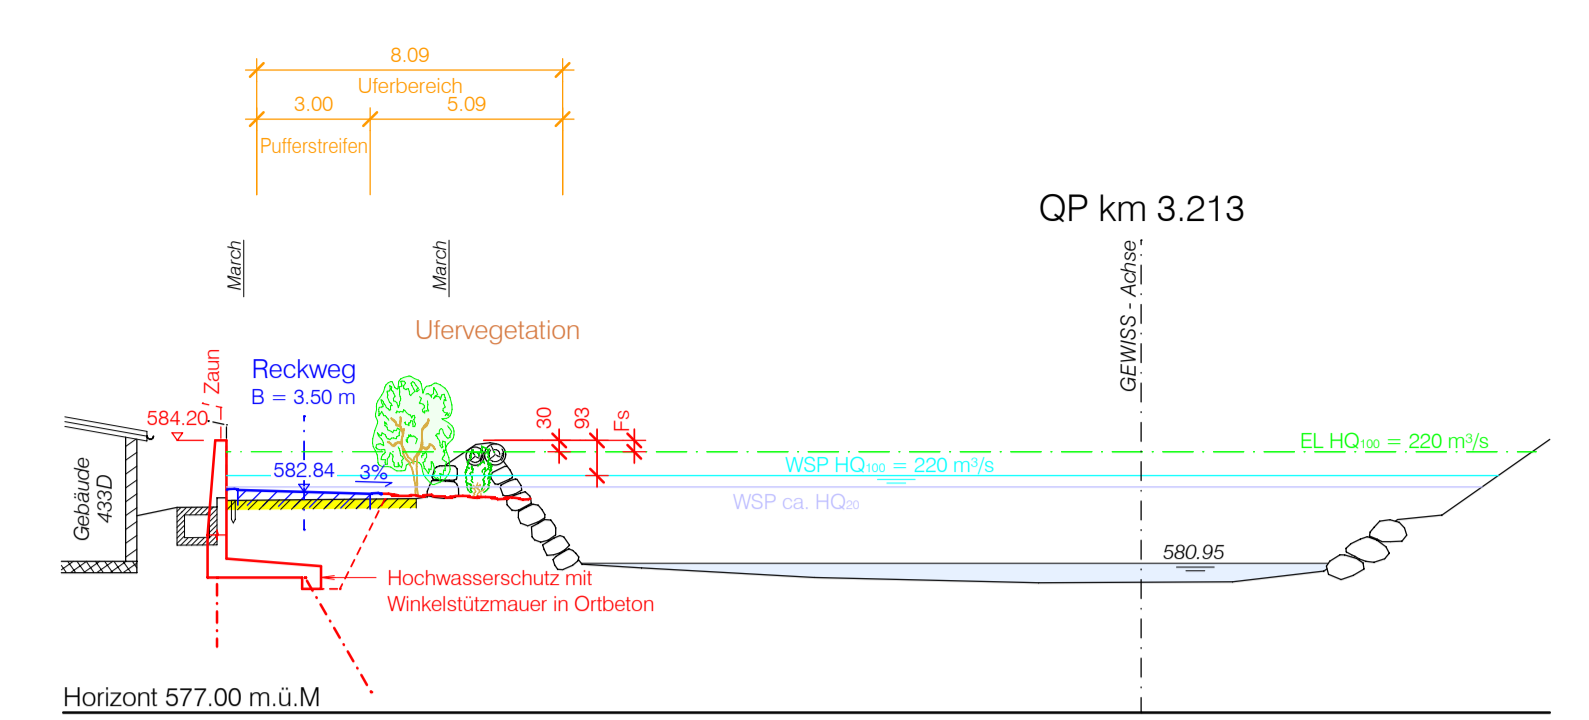 8.09
Uferbereich
3.00
5.09
Pufferstreifen
QP km 3.213
March
March
GEWISS - Achse
Ufervegetation
Zaun
Reckweg
B = 3.50 m
584.20
30
93
Fs
EL HQ100 = 220 m³/s
WSP HQ100 = 220 m³/s
582.84
3%
WSP ca. HQ20
Gebäude
433D
580.95
Hochwasserschutz mit
Winkelstützmauer in Ortbeton
Horizont 577.00 m.ü.M